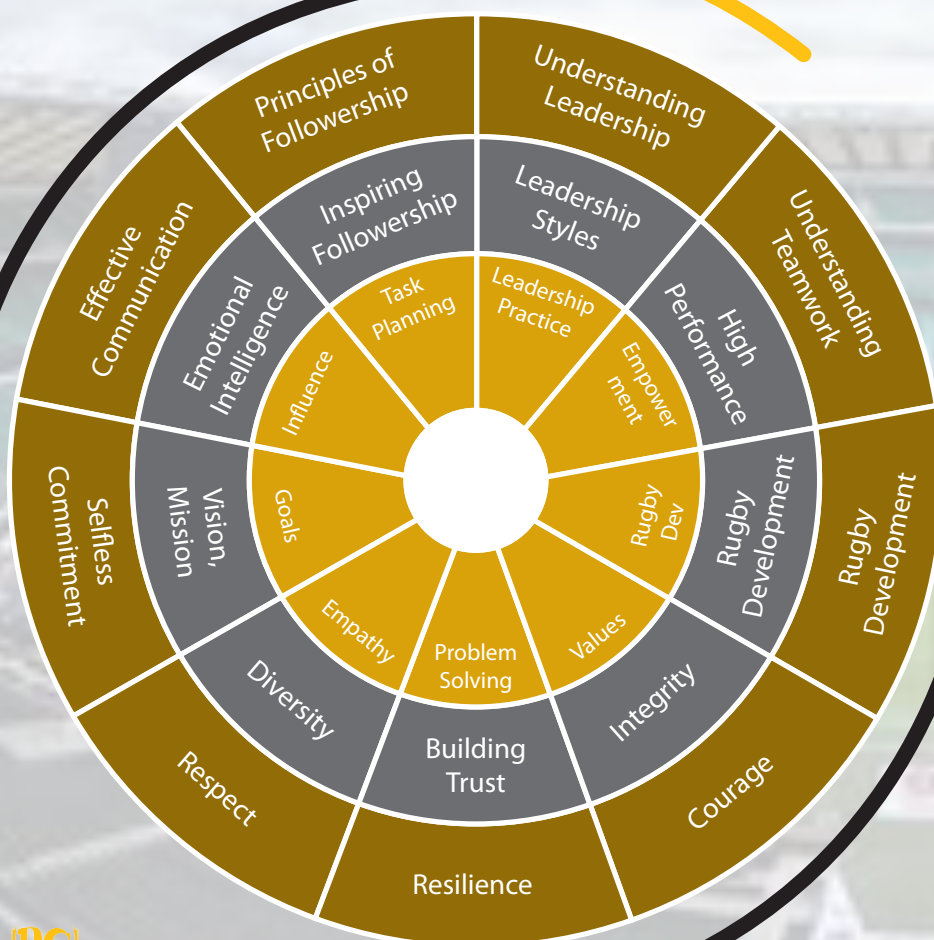 Principles of
Followership
Understanding
Leadership
Understanding
Teamwork
Rugby
Development
Courage
Resilience
Respect
Selfless
Commitment
Effective
Communication
Inspiring
Followership
Leadership
Styles
High
Performance
Rugby
Development
Integrity
Building
Trust
Diversity
Vision,
Mission
Emotional
Intelligence
Task
Planning
Leadership
Practice
Empower
ment
Rugby
Dev
Values
Problem
Solving
Empathy
Goals
Influence